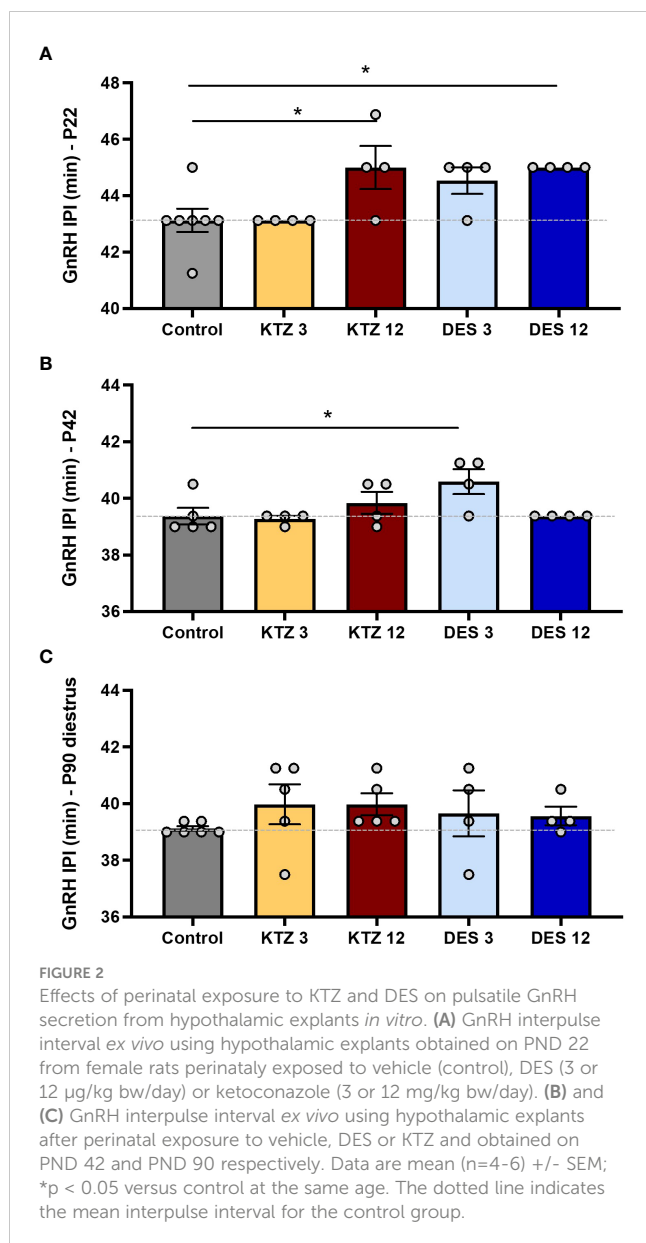 A
*
*
48
46
44
42
40
GnRH IPI (min) - P22
Control KTZ 3 KTZ 12 DES 3 DES 12
B
*
44
42
40
38
36
GnRH IPI (min) - P42
Control KTZ 3 KTZ 12 DES 3 DES 12
C
44
42
40
38
36
GnRH IPI (min) - P90 diestrus
Control KTZ 3 KTZ 12 DES 3 DES 12
FIGURE 2
Effects of perinatal exposure to KTZ and DES on pulsatile GnRH
secretion from hypothalamic explants in vitro. (A) GnRH interpulse
interval ex vivo using hypothalamic explants obtained on PND 22
from female rats perinataly exposed to vehicle (control), DES (3 or
12 µg/kg bw/day) or ketoconazole (3 or 12 mg/kg bw/day). (B) and
(C) GnRH interpulse interval ex vivo using hypothalamic explants
after perinatal exposure to vehicle, DES or KTZ and obtained on
PND 42 and PND 90 respectively. Data are mean (n=4-6) +/- SEM;
*p < 0.05 versus control at the same age. The dotted line indicates
the mean interpulse interval for the control group.